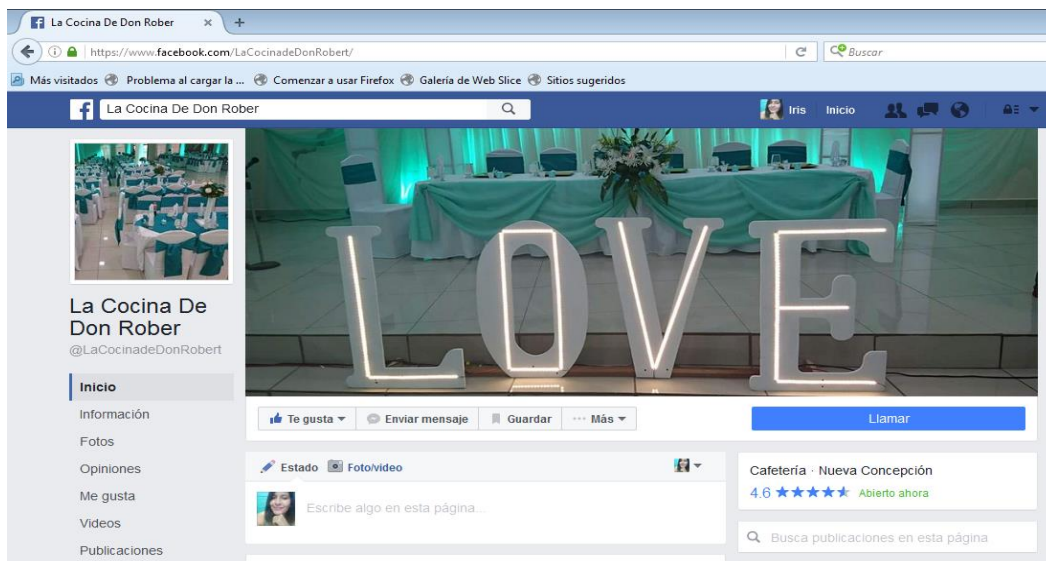 La Cocina De Don Rober × +
https://www.facebook.com/LaCocinadeDonRobert/ Buscar
Más visitados Problema al cargar la ... Comenzar a usar Firefox Galería de Web Slice Sitios sugeridos
La Cocina De Don Rober Iris Inicio
LOVE
La Cocina De
Don Rober
@LaCocinadeDonRobert
Inicio
Información
Fotos
Opiniones
Me gusta
Videos
Publicaciones
Te gusta Enviar mensaje Guardar ··· Más Llamar
Estado Foto/video
Escribe algo en esta página...
Cafetería · Nueva Concepción
4.6 ★★★★★ Abierto ahora
Busca publicaciones en esta página